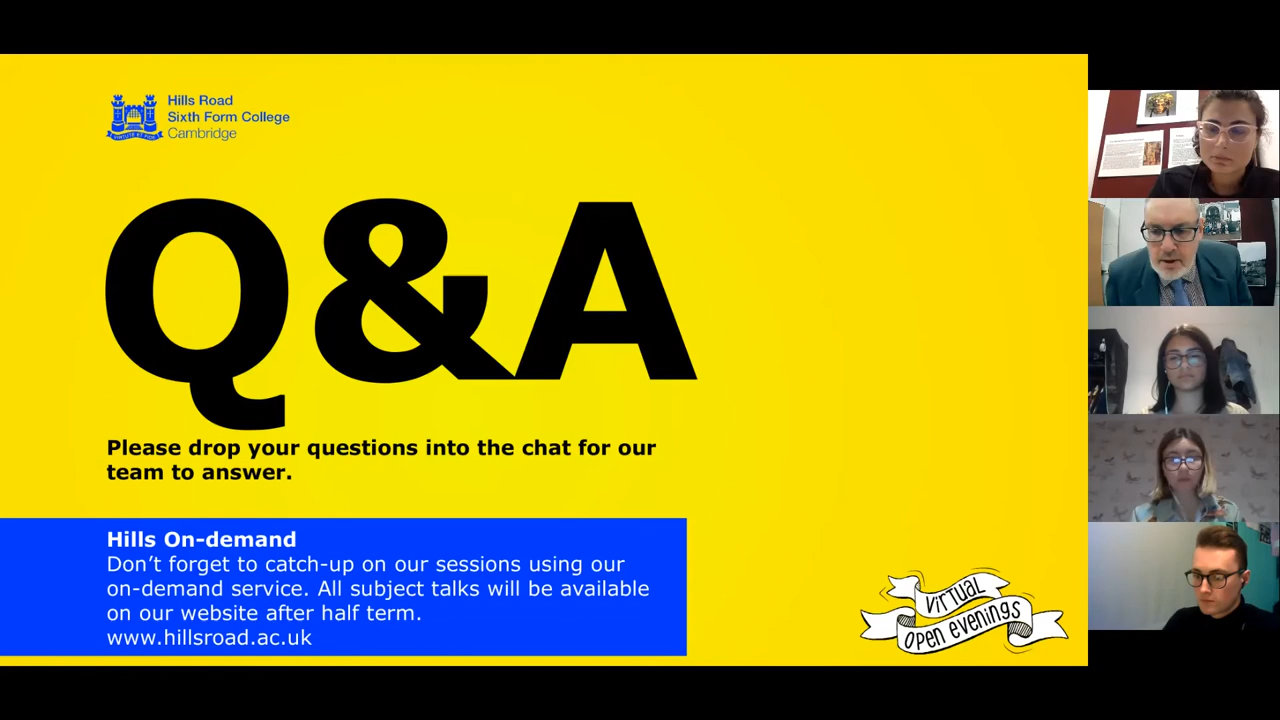 Hills Road
Sixth Form College
Cambridge
Q&A
Please drop your questions into the chat for our
team to answer.
Hills On-demand
Don’t forget to catch-up on our sessions using our
on-demand service. All subject talks will be available
on our website after half term.
www.hillsroad.ac.uk
VIRTUAL
OPEN EVENINGS